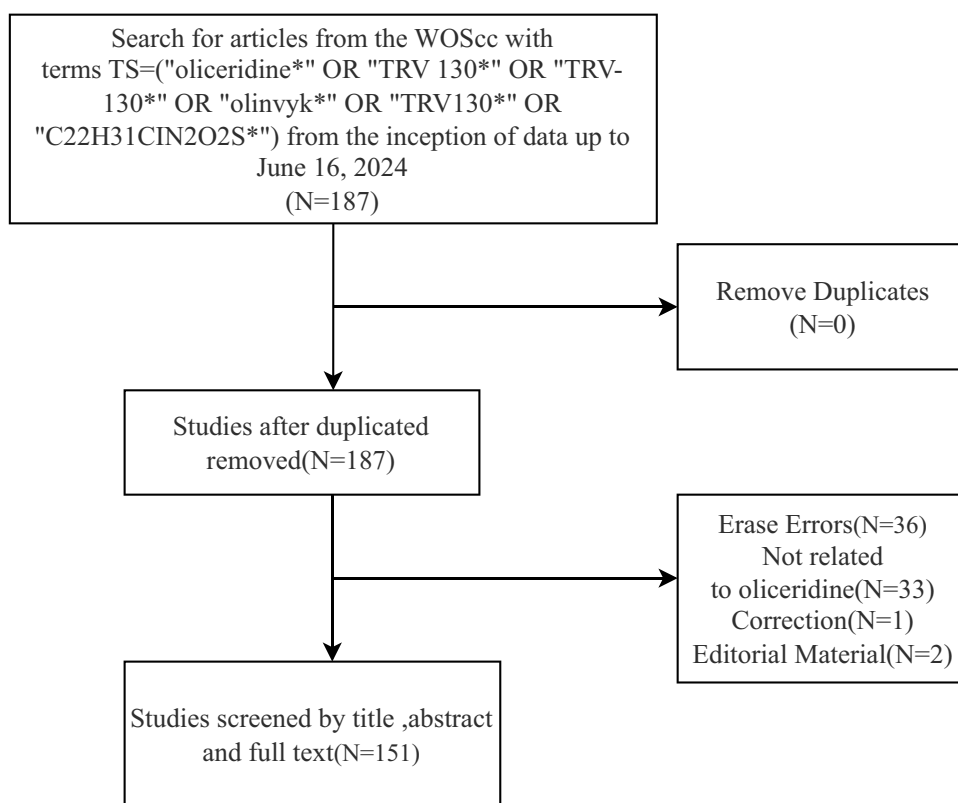 Search for articles from the WOScc with
terms TS=("oliceridine*" OR "TRV 130*" OR "TRV-
130*" OR "olinvyk*" OR "TRV130*" OR
"C22H31CIN2O2S*") from the inception of data up to
June 16, 2024
(N=187)
Remove Duplicates
(N=0)
Studies after duplicated
removed(N=187)
Erase Errors(N=36)
Not related
to oliceridine(N=33)
Correction(N=1)
Editorial Material(N=2)
Studies screened by title ,abstract
and full text(N=151)